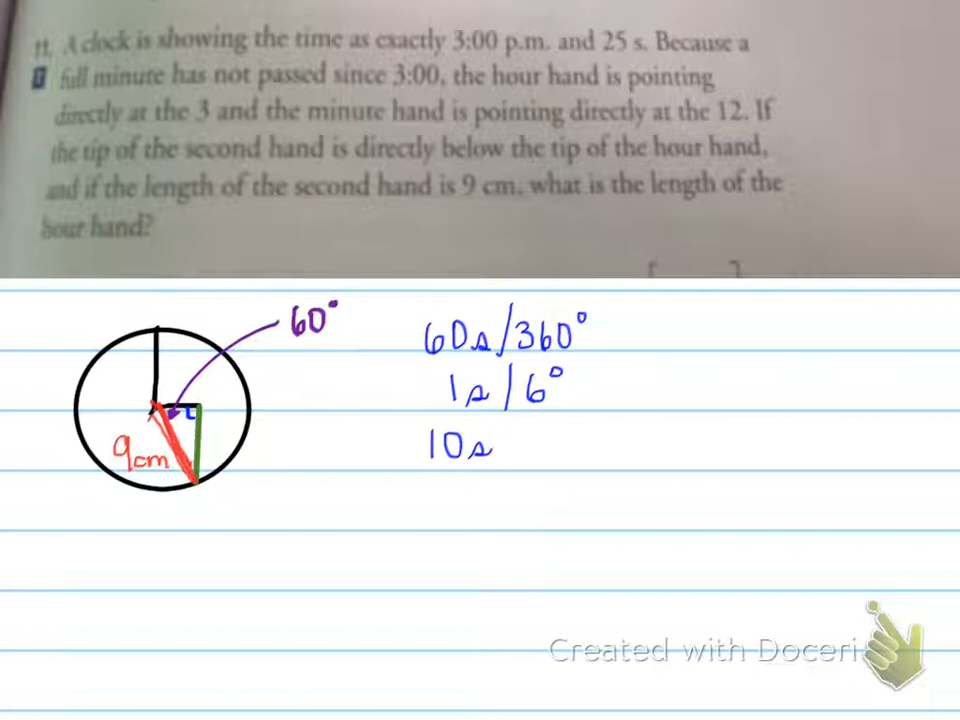 11. A clock is showing the time as exactly 3:00 p.m. and 25 s. Because a
full minute has not passed since 3:00, the hour hand is pointing
directly at the 3 and the minute hand is pointing directly at the 12. If
the tip of the second hand is directly below the tip of the hour hand,
and if the length of the second hand is 9 cm, what is the length of the
hour hand?
60°
60s/360°
1s/6°
10s
9cm
Created with Doceri